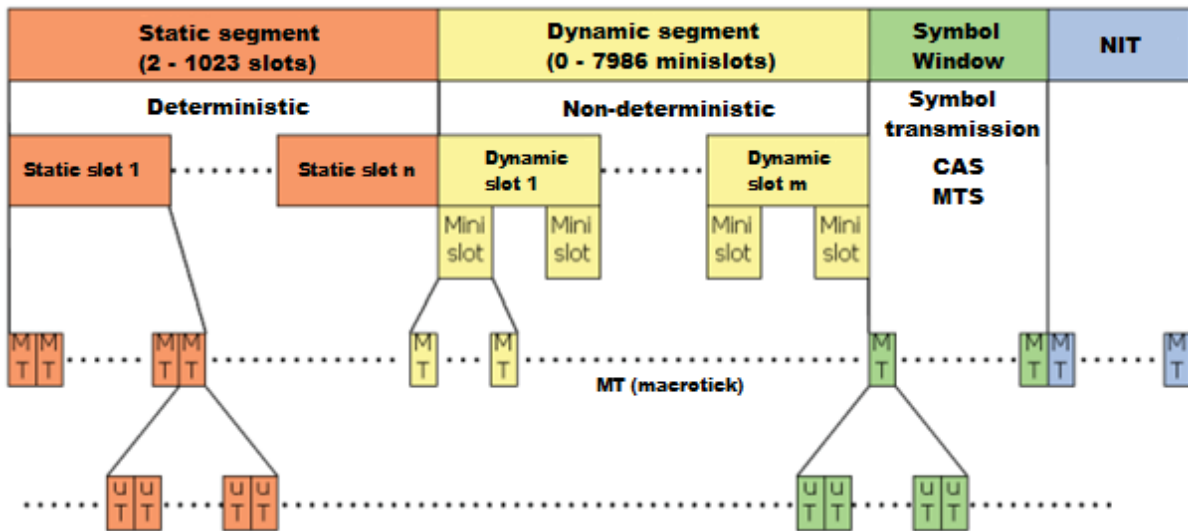 Static segment
(2 - 1023 slots)
Dynamic segment
(0 - 7986 minislots)
Symbol
Window
NIT
Deterministic
Non-deterministic
Symbol
transmission
CAS
MTS
Static slot 1
Static slot n
Dynamic
slot 1
Dynamic
slot m
Mini
slot
Mini
slot
Mini
slot
Mini
slot
M
T
M
T
M
T
M
T
M
T
M
T
M
T
M
T
M
T
M
T
MT (macrotick)
u
T
u
T
u
T
u
T
u
T
u
T
u
T
u
T